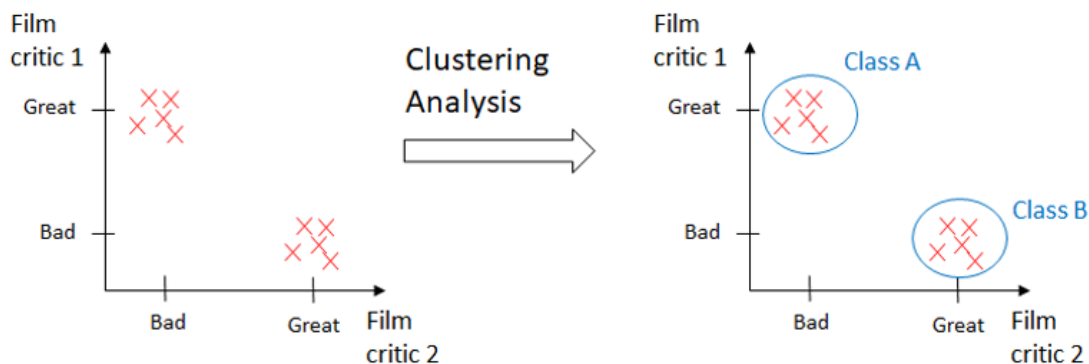 Film
critic 1
Great
Bad
Bad
Great
Film
critic 2
Clustering
Analysis
Film
critic 1
Class A
Great
Class B
Bad
Bad
Great
Film
critic 2